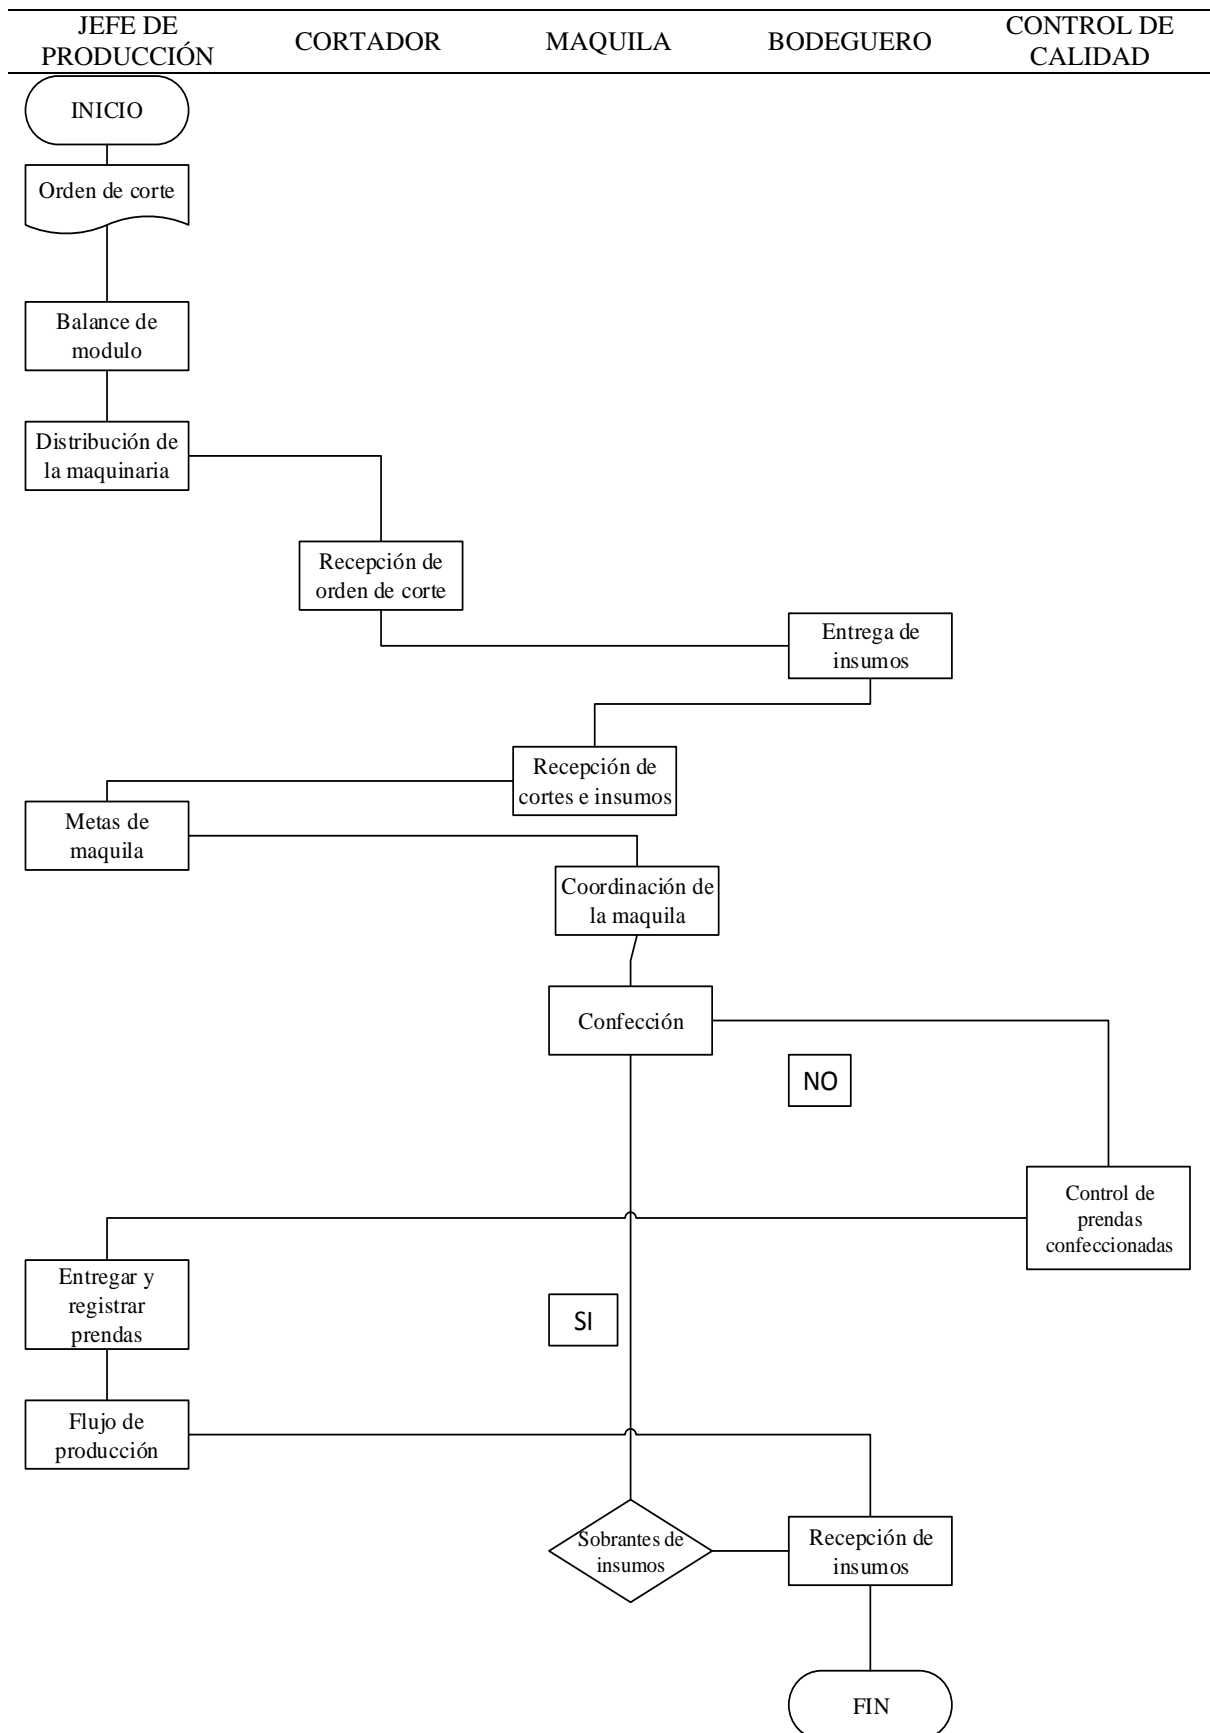 JEFE DE
PRODUCCIÓN
CORTADOR
MAQUILA
BODEGUERO
CONTROL DE
CALIDAD
INICIO
Orden de corte
Balance de
modulo
Distribución de
la maquinaria
Recepción de
orden de corte
Entrega de
insumos
Recepción de
cortes e insumos
Metas de
maquila
Coordinación de
la maquila
Confección
NO
Control de
prendas
confeccionadas
Entregar y
registrar
prendas
SI
Flujo de
producción
Sobrantes de
insumos
Recepción de
insumos
FIN